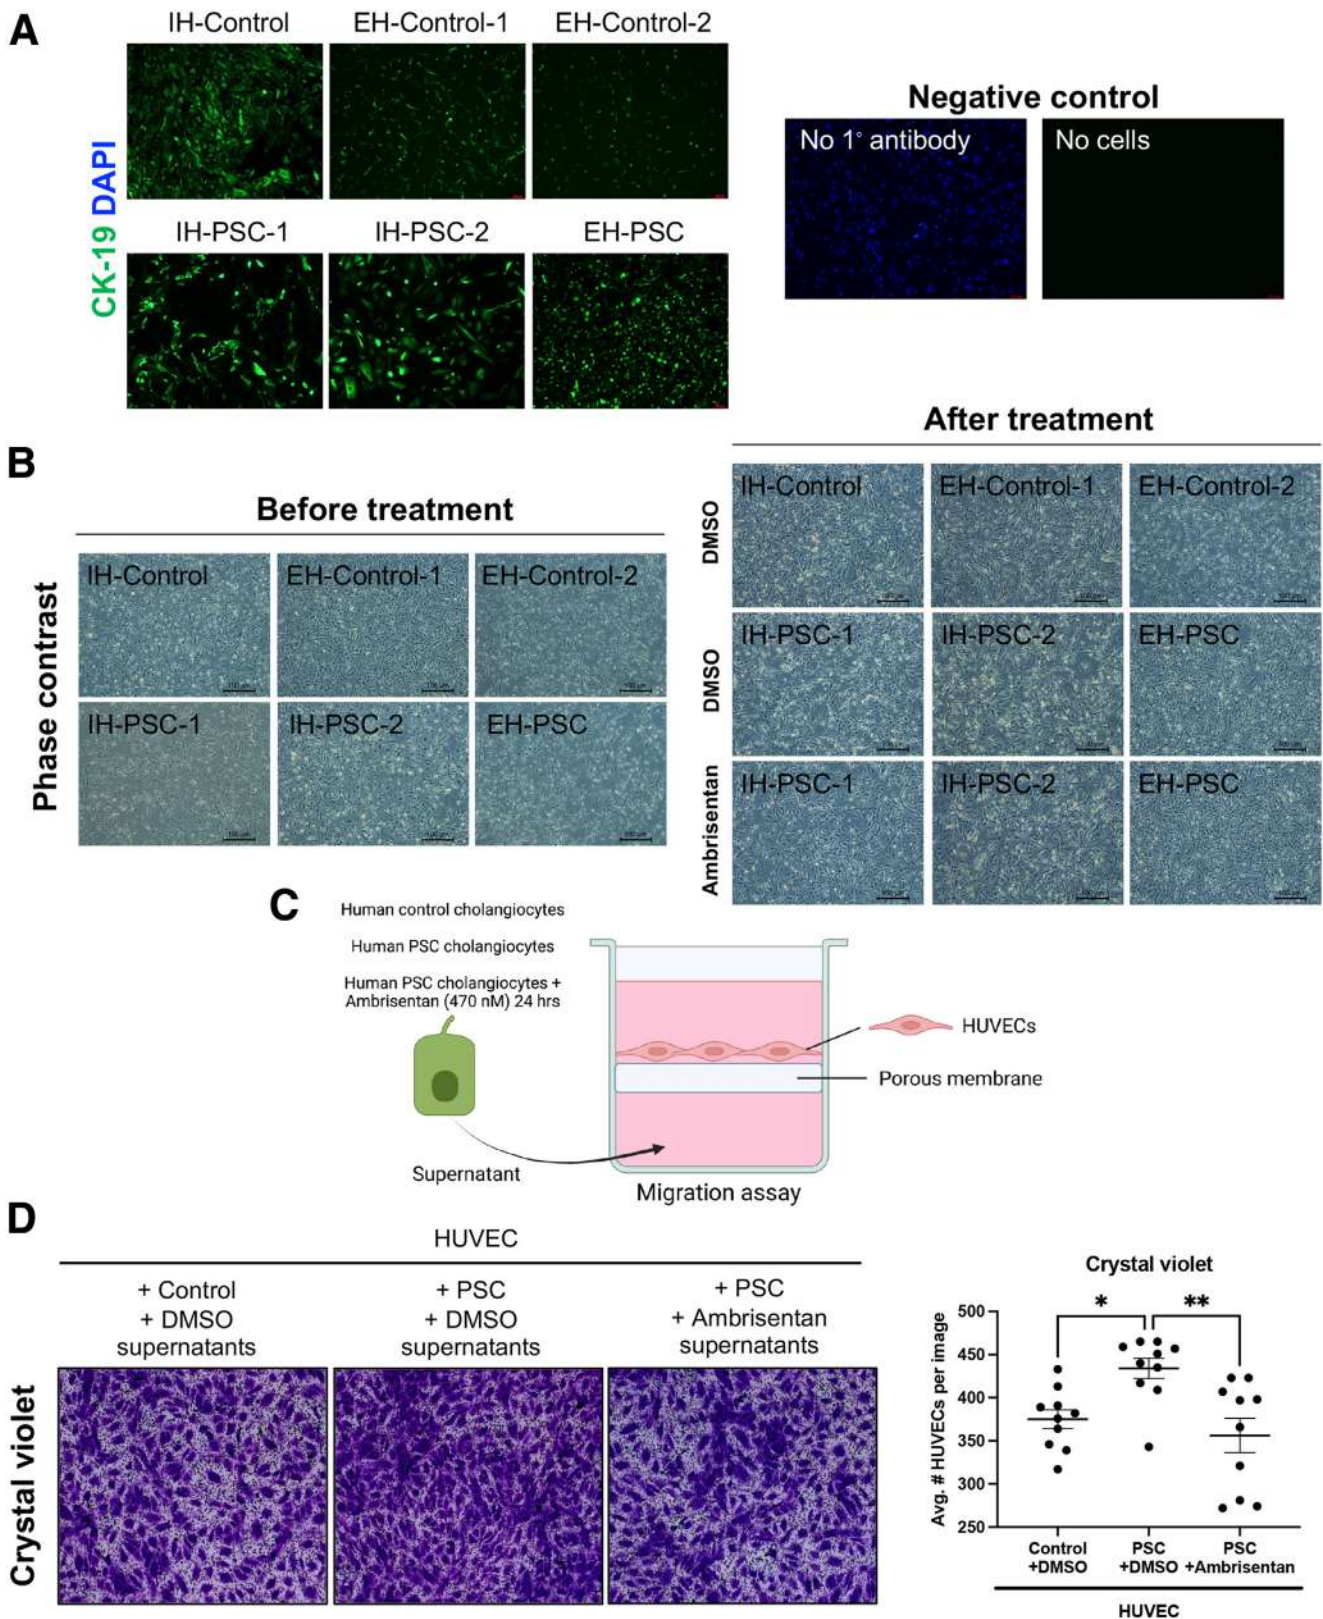 A
IH-Control
EH-Control-1
EH-Control-2
CK-19 DAPI
IH-PSC-1
IH-PSC-2
EH-PSC
Negative control
No 1° antibody
No cells
B
Before treatment
Phase contrast
IH-Control
EH-Control-1
EH-Control-2
IH-PSC-1
IH-PSC-2
EH-PSC
After treatment
DMSO
IH-Control
EH-Control-1
EH-Control-2
DMSO
IH-PSC-1
IH-PSC-2
EH-PSC
Ambrisentan
IH-PSC-1
IH-PSC-2
EH-PSC
C
Human control cholangiocytes
Human PSC cholangiocytes
Human PSC cholangiocytes +
Ambrisentan (470 nM) 24 hrs
Supernatant
HUVECs
Porous membrane
Migration assay
D
HUVEC
+ Control
+ DMSO
supernatants
+ PSC
+ DMSO
supernatants
+ PSC
+ Ambrisentan
supernatants
Crystal violet
Crystal violet
* **
Avg. # HUVECs per image
500
450
400
350
300
250
Control
+DMSO
PSC
+DMSO
PSC
+Ambrisentan
HUVEC